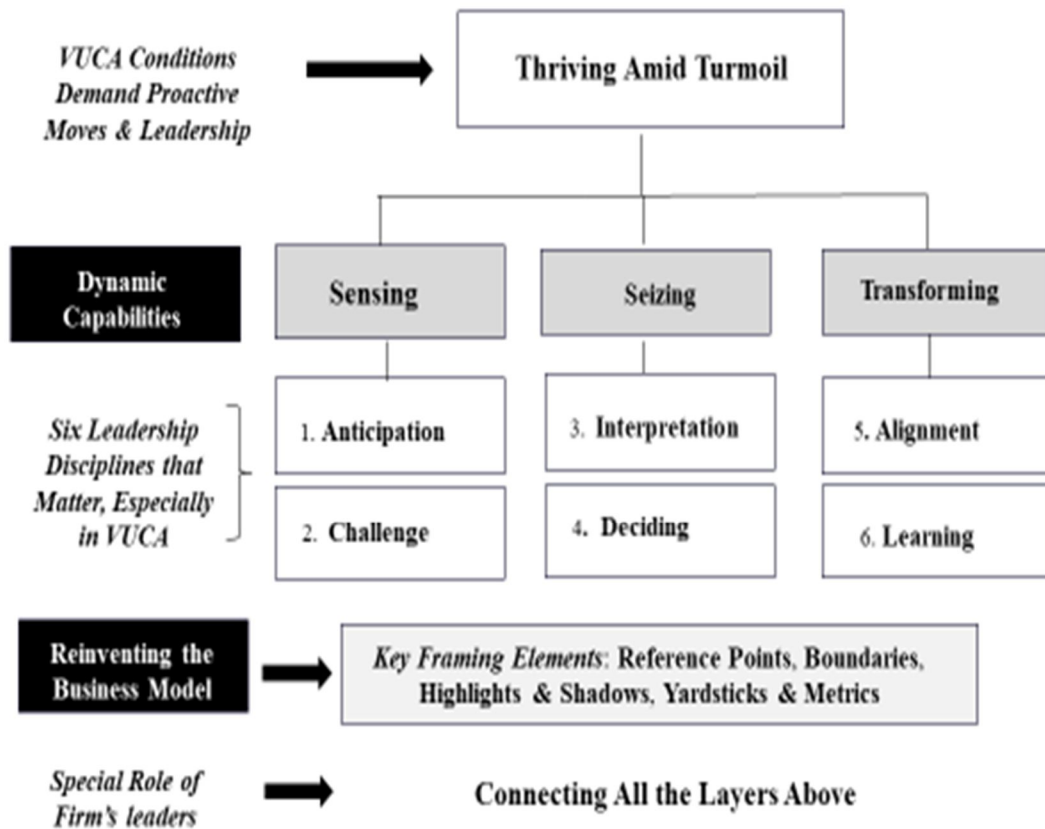 VUCA Conditions
Demand Proactive
Moves & Leadership
Thriving Amid Turmoil
Dynamic
Capabilities
Sensing
Seizing
Transforming
Six Leadership
Disciplines that
Matter, Especially
in VUCA
1. Anticipation
3. Interpretation
5. Alignment
2. Challenge
4. Deciding
6. Learning
Reinventing the
Business Model
Key Framing Elements: Reference Points, Boundaries,
Highlights & Shadows, Yardsticks & Metrics
Special Role of
Firm's leaders
Connecting All the Layers Above